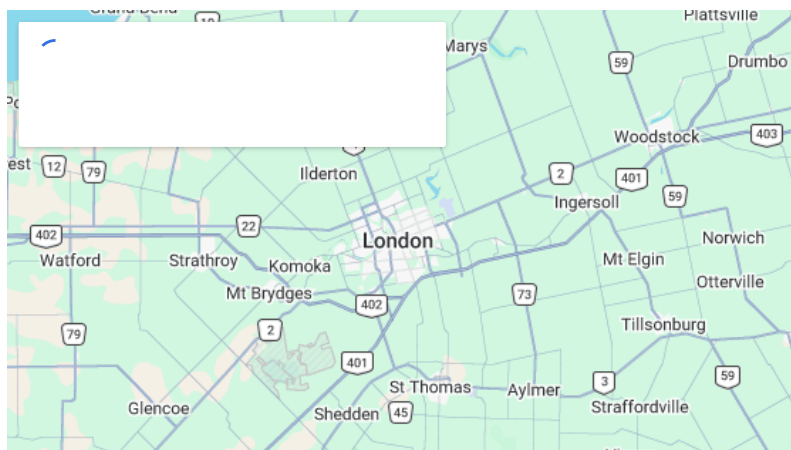 Grand Bend
Plattsville
Marys
59
Drumbo
Woodstock
403
12
79
Ilderton
2
401
59
Ingersoll
22
402
London
Norwich
Watford
Strathroy
Komoka
Mt Elgin
Otterville
Mt Brydges
402
73
2
Tillsonburg
79
401
59
St Thomas
Aylmer
3
Glencoe
Shedden
45
Straffordville